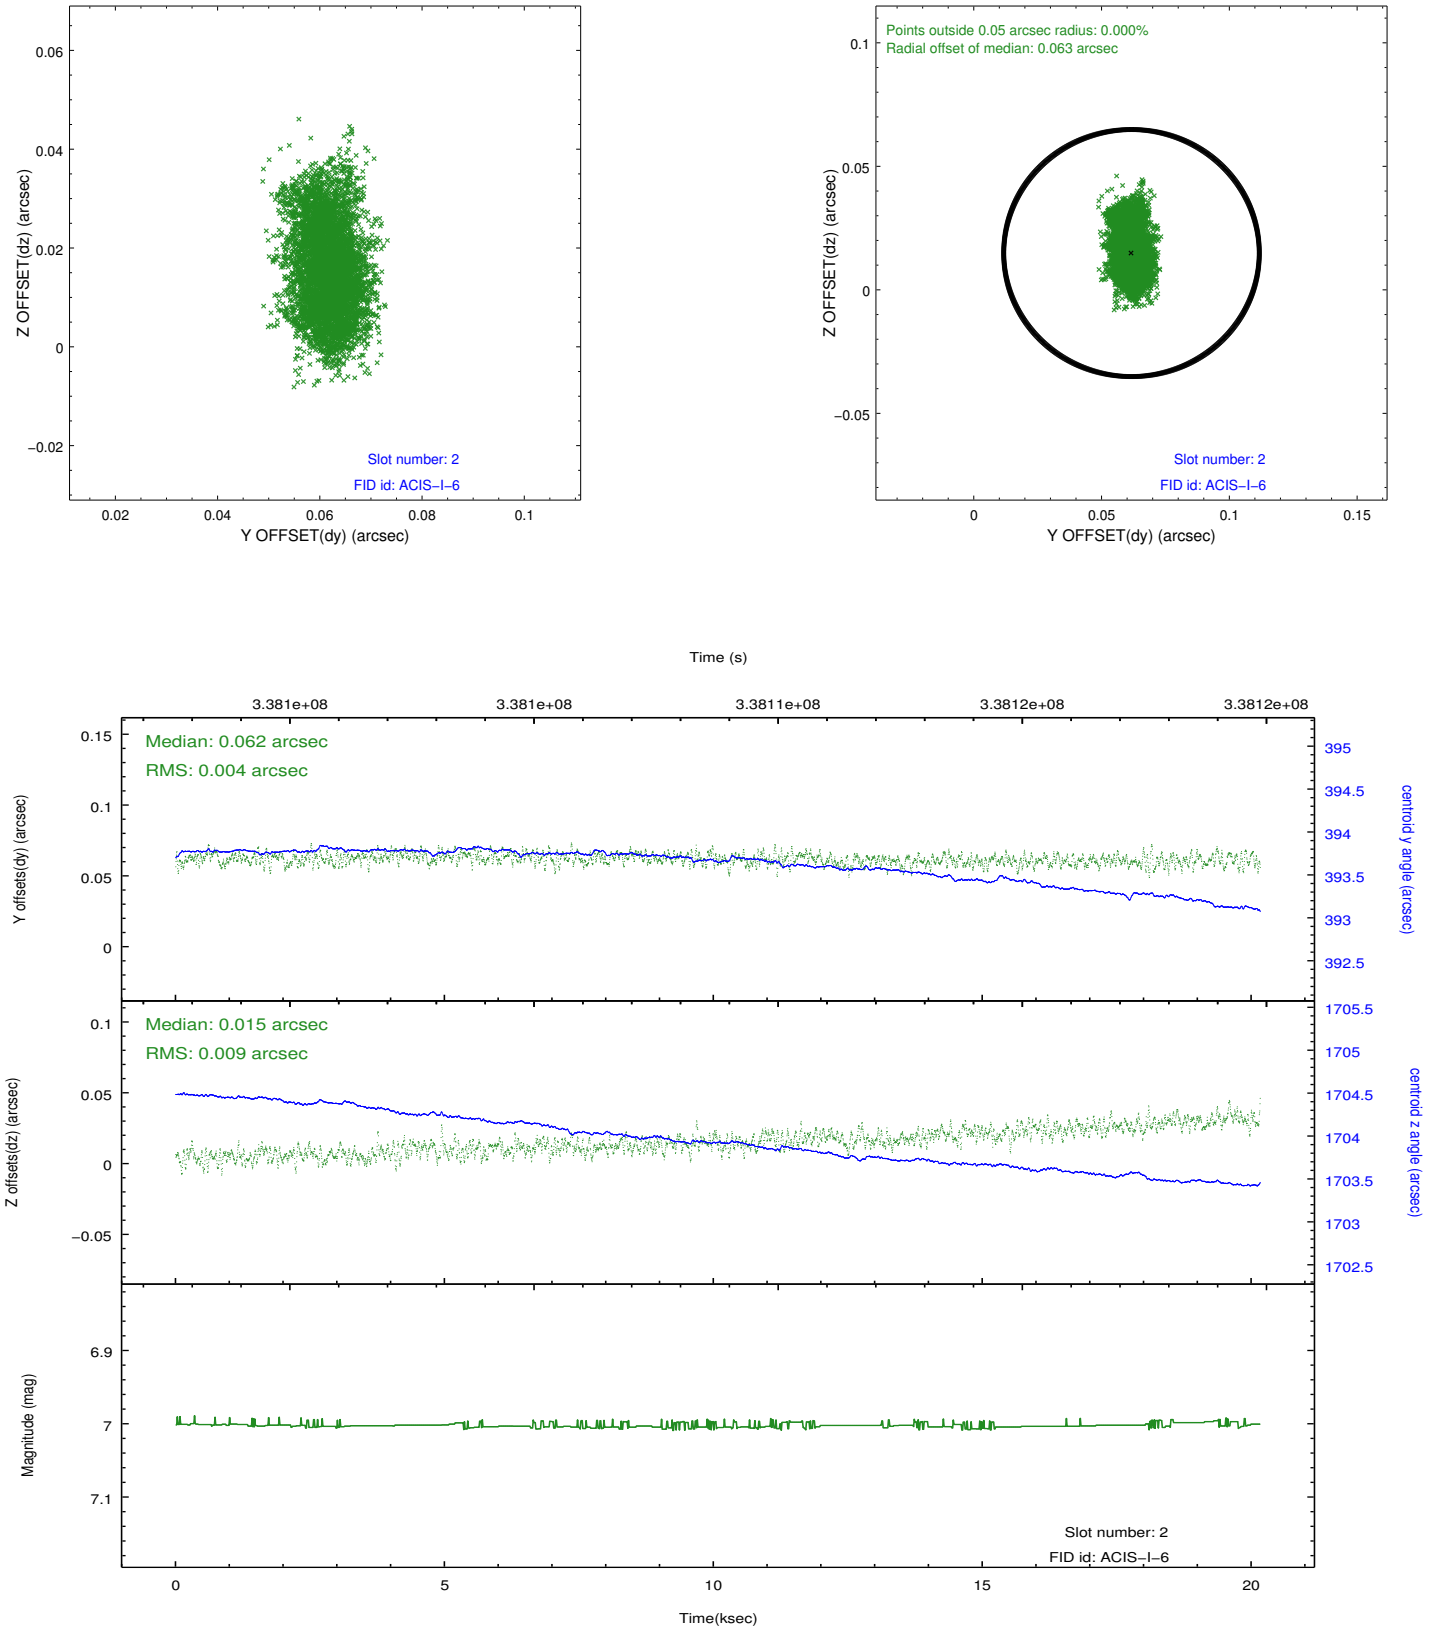 0.06
0.04
0.02
0
−0.02
Z OFFSET(dz) (arcsec)
Slot number: 2
FID id: ACIS−I−6
0.02
0.04
0.06
0.08
0.1
Y OFFSET(dy) (arcsec)
Points outside 0.05 arcsec radius: 0.000%
Radial offset of median: 0.063 arcsec
0.1
0.05
0
−0.05
Z OFFSET(dz) (arcsec)
Slot number: 2
FID id: ACIS−I−6
0
0.05
0.1
0.15
Y OFFSET(dy) (arcsec)
Time (s)
3.381e+08
3.381e+08
3.3811e+08
3.3812e+08
3.3812e+08
Median: 0.062 arcsec
RMS: 0.004 arcsec
0.15
0.1
0.05
0
Y offsets(dy) (arcsec)
395
394.5
394
393.5
393
392.5
centroid y angle (arcsec)
Median: 0.015 arcsec
RMS: 0.009 arcsec
0.1
0.05
0
−0.05
Z offsets(dz) (arcsec)
1705.5
1705
1704.5
1704
1703.5
1703
1702.5
centroid z angle (arcsec)
6.9
7
7.1
Magnitude (mag)
Slot number: 2
FID id: ACIS−I−6
0
5
10
15
20
Time(ksec)